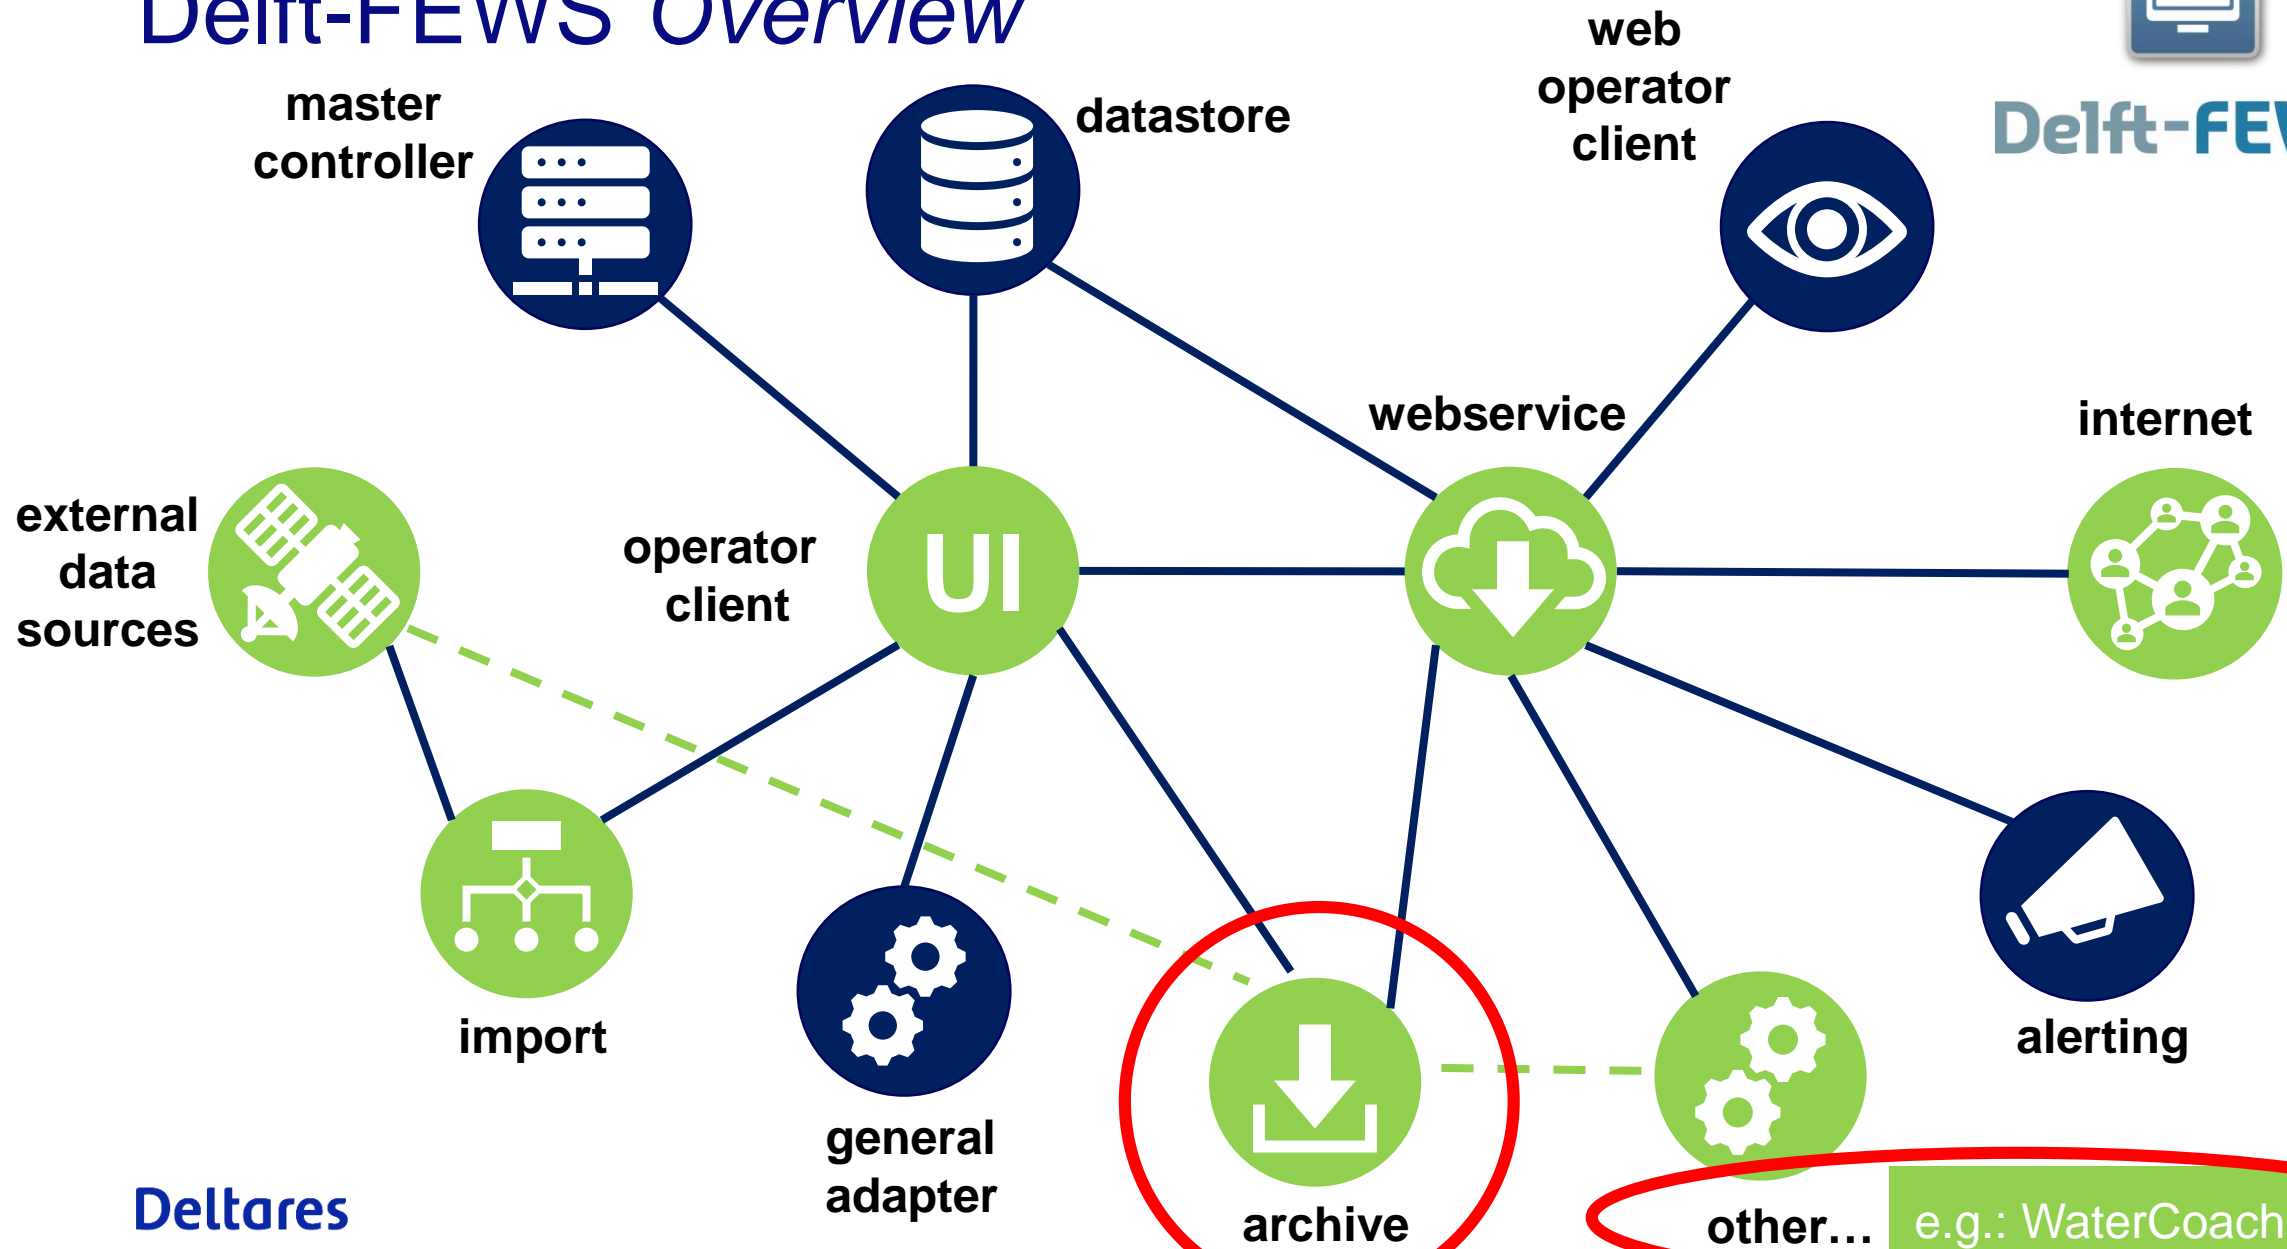 Delft-FEWS Overview
web
operator
client
master
controller
datastore
Delft-FEW
webservice
internet
external
data
sources
operator
client
UI
import
general
adapter
archive
other...
e.g.: WaterCoach
alerting
Deltares